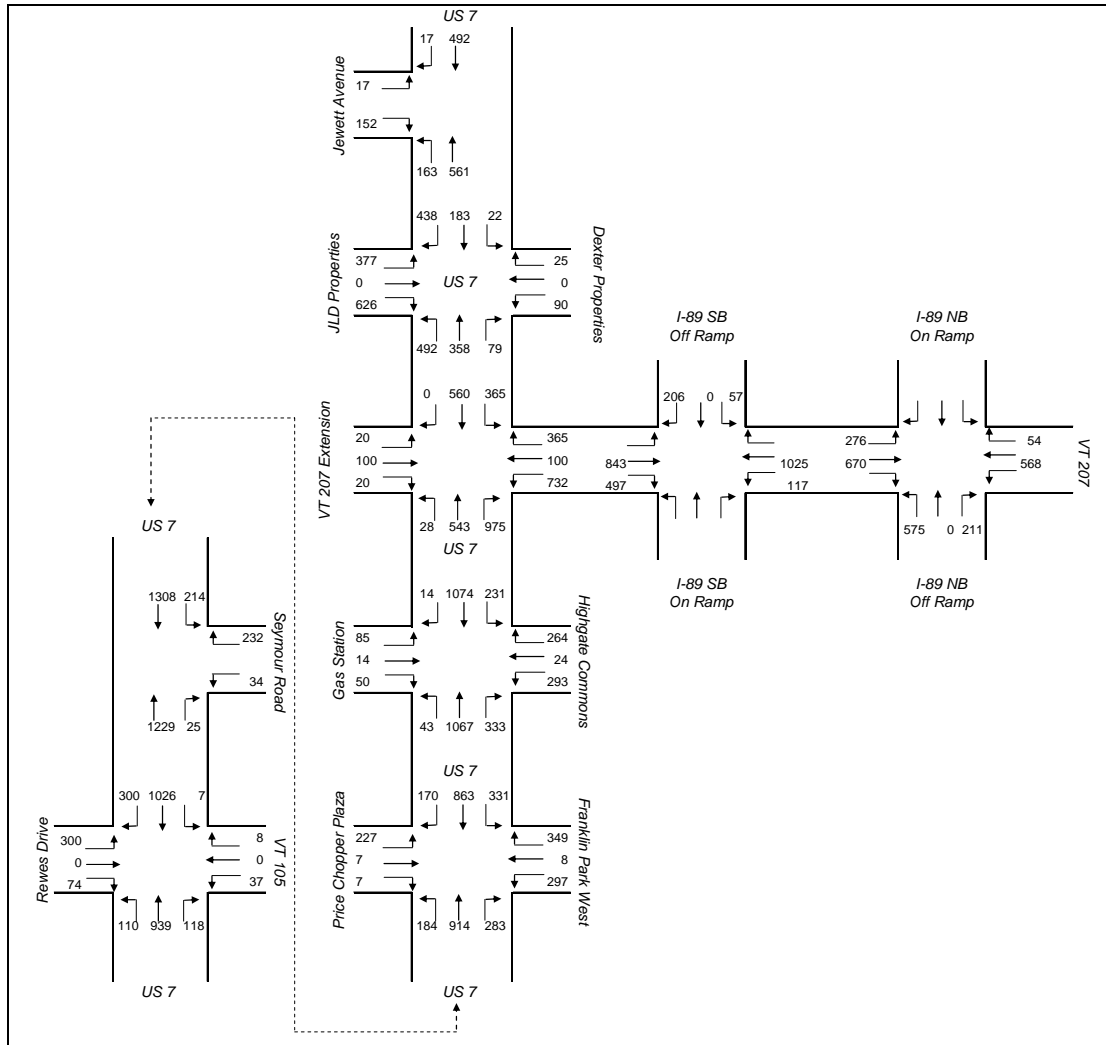 US 7
17 492
Jewett Avenue
17
152
163 561
438 183 22
JLD Properties
377
0
626
US 7
Dexter Properties
25
0
90
492 358 79
I-89 SB
Off Ramp
I-89 NB
On Ramp
0 560 365
206 0 57
VT 207 Extension
20
100
20
365
100
732
843
497
1025
117
276
670
54
568
VT 207
28 543 975
575 0 211
US 7
US 7
I-89 SB
On Ramp
I-89 NB
Off Ramp
1308 214
14 1074 231
Seymour Road
232
34
Gas Station
85
14
50
264
24
293
Highgate Commons
1229 25
43 1067 333
US 7
300 1026 7
170 863 331
Rewes Drive
300
0
74
8
0
37
VT 105
Price Chopper Plaza
227
7
7
349
8
297
Franklin Park West
110 939 118
184 914 283
US 7
US 7